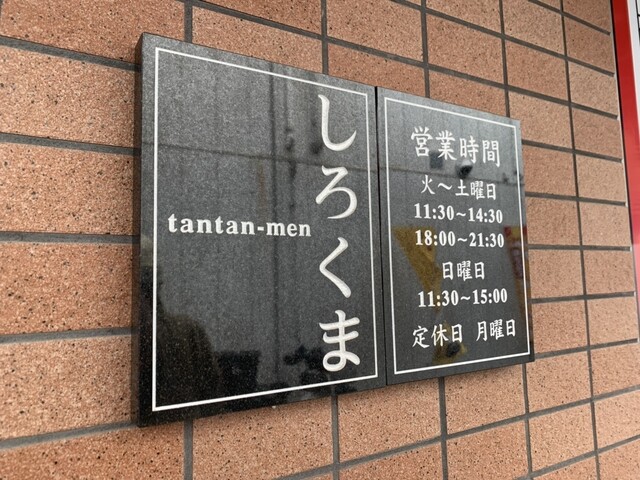 しろくま
tantan-men
営業時間
火～土曜日
11:30～14:30
18:00～21:30
日曜日
11:30～15:00
定休日 月曜日